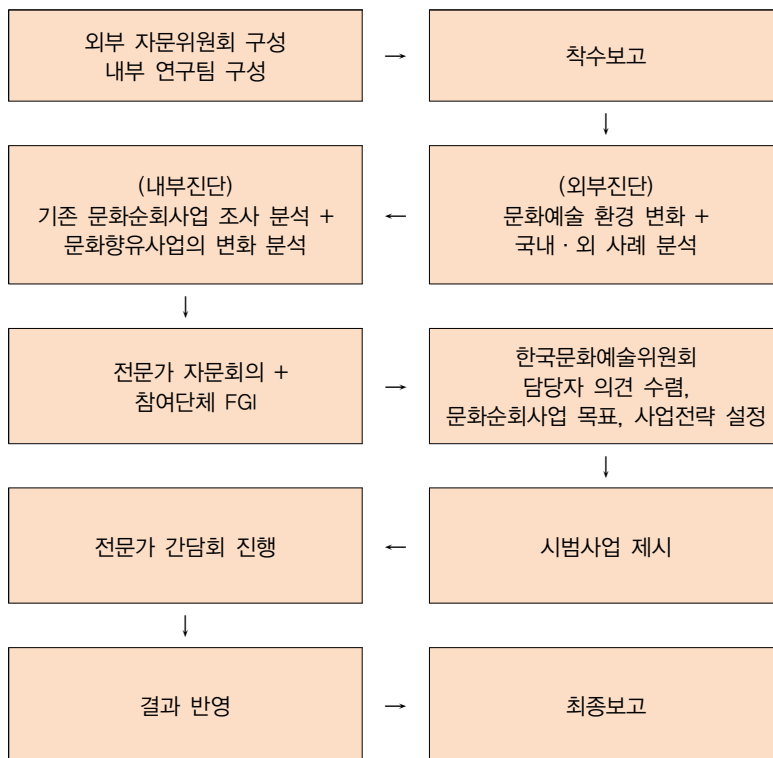 외부 자문위원회 구성
내부 연구팀 구성
→
착수보고
↓
(외부진단)
문화예술 환경 변화 +
국내 · 외 사례 분석
←
(내부진단)
기존 문화순회사업 조사 분석 +
문화향유사업의 변화 분석
↓
전문가 자문회의 +
참여단체 FGI
→
한국문화예술위원회
담당자 의견 수렴,
문화순회사업 목표, 사업전략 설정
↓
시범사업 제시
←
전문가 간담회 진행
↓
결과 반영
→
최종보고